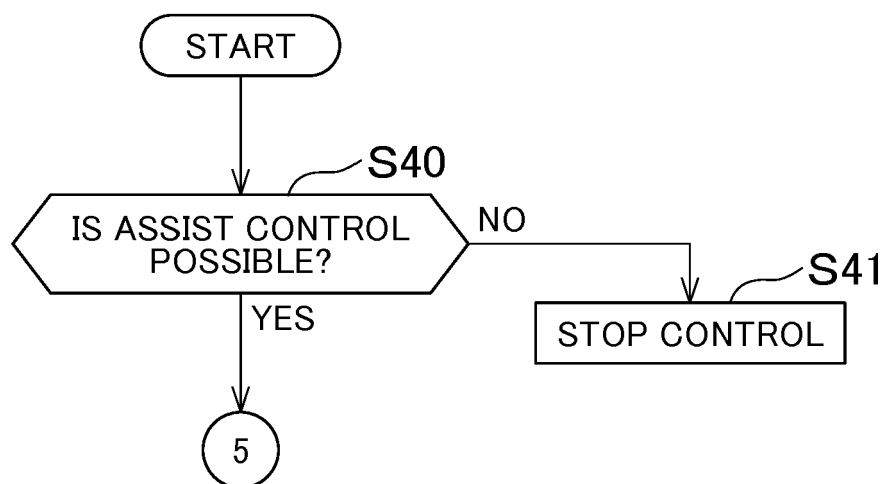 START
S40
IS ASSIST CONTROL
POSSIBLE?
NO
S41
STOP CONTROL
YES
5